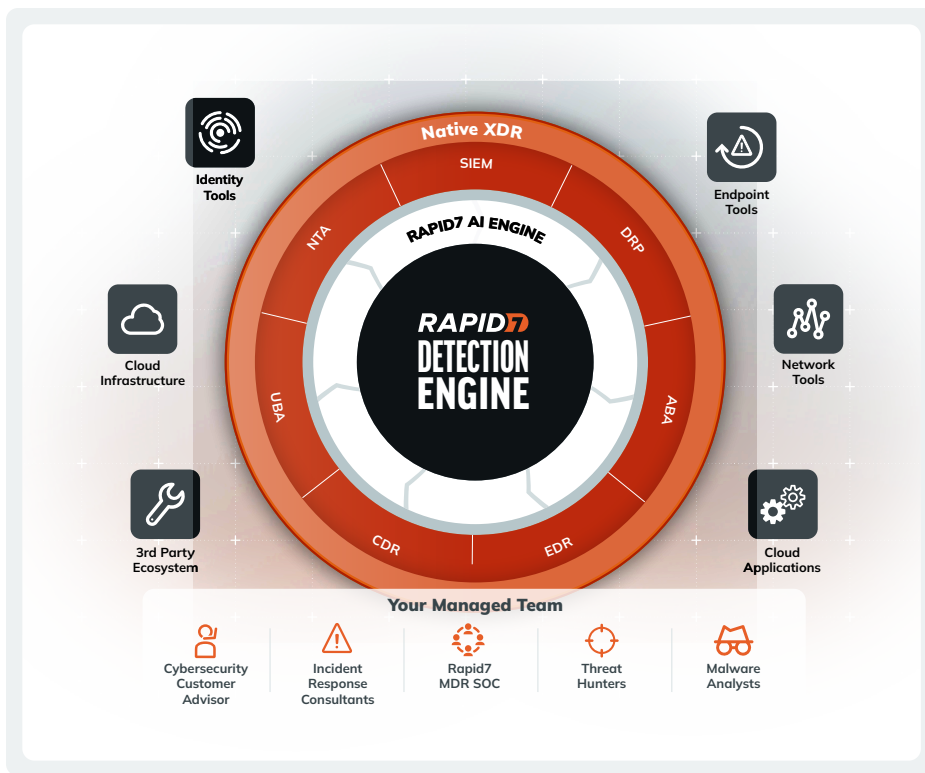 Native XDR
SIEM
DRP
ABA
EDR
CDR
UBA
NTA
RAPID7 AI ENGINE
RAPID7
DETECTION
ENGINE
Identity
Tools
Cloud
Infrastructure
3rd Party
Ecosystem
Endpoint
Tools
Network
Tools
Cloud
Applications
Your Managed Team
Cybersecurity
Customer
Advisor
Incident
Response
Consultants
Rapid7
MDR SOC
Threat
Hunters
Malware
Analysts